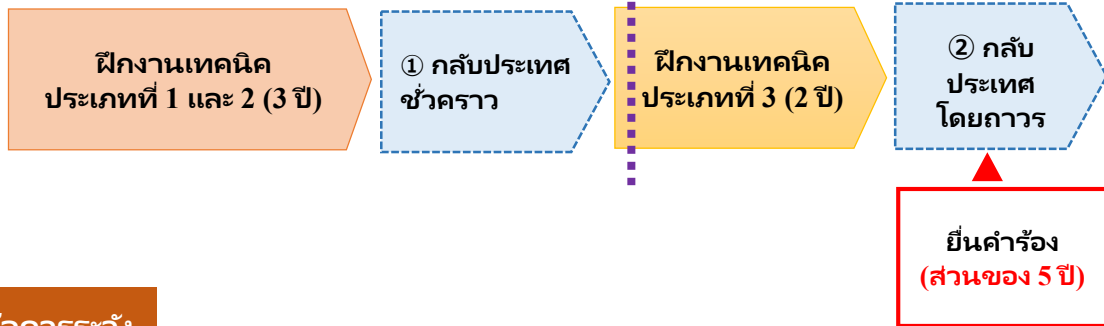 ฝึกงานเทคนิค
ประเภทที่ 1 และ 2 (3 ปี)
① กลับประเทศ
ชั่วคราว
ฝึกงานเทคนิค
ประเภทที่ 3 (2 ปี)
② กลับ
ประเทศ
โดยถาวร
ยื่นคำร้อง
(ส่วนของ 5 ปี)